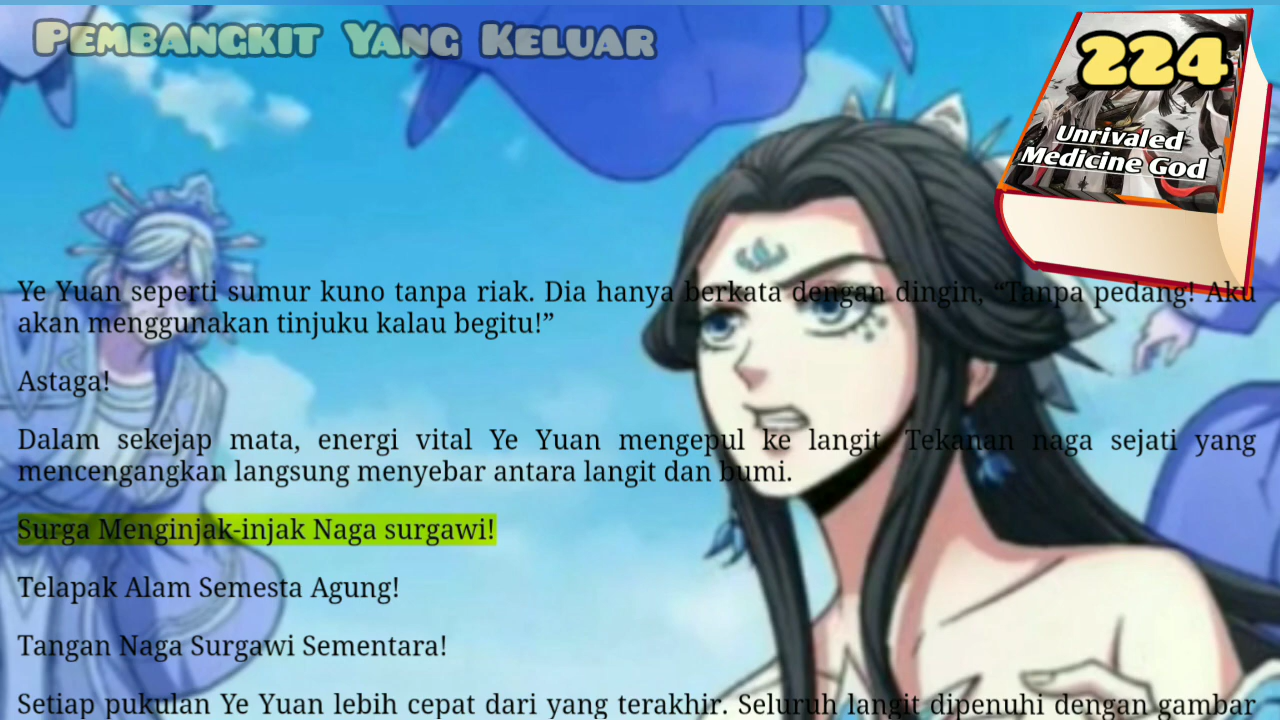 Pembangkit Yang Keluar
224
Unrivaled
Medicine God
Ye Yuan seperti sumur kuno tanpa riak. Dia hanya berkata dengan dingin, “Tanpa pedang! Aku
akan menggunakan tinjuku kalau begitu!”
Astaga!
Dalam sekejap mata, energi vital Ye Yuan mengepul ke langit. Tekanan naga sejati yang
mencengangkan langsung menyebar antara langit dan bumi.
Surga Menginjak-injak Naga surgawi!
Telapak Alam Semesta Agung!
Tangan Naga Surgawi Sementara!
Setiap pukulan Ye Yuan lebih cepat dari yang terakhir. Seluruh langit dipenuhi dengan gambar